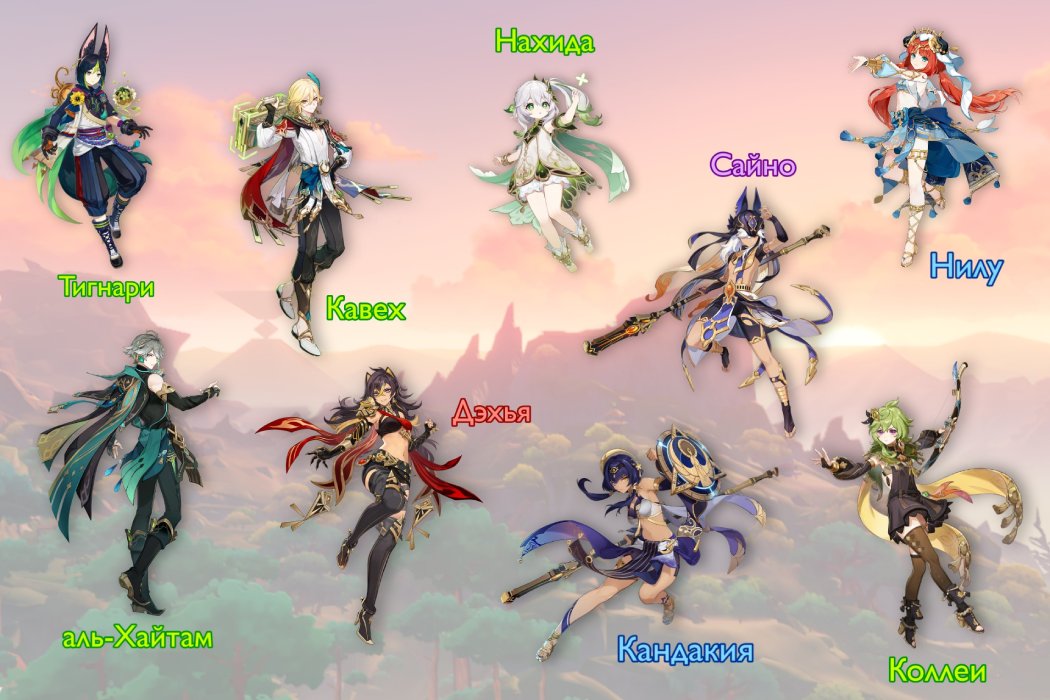 Нахида
Сайно
Нилу
Тигнари
Кавех
Дэхья
аль-Хайтам
Кандакия
Коллеи